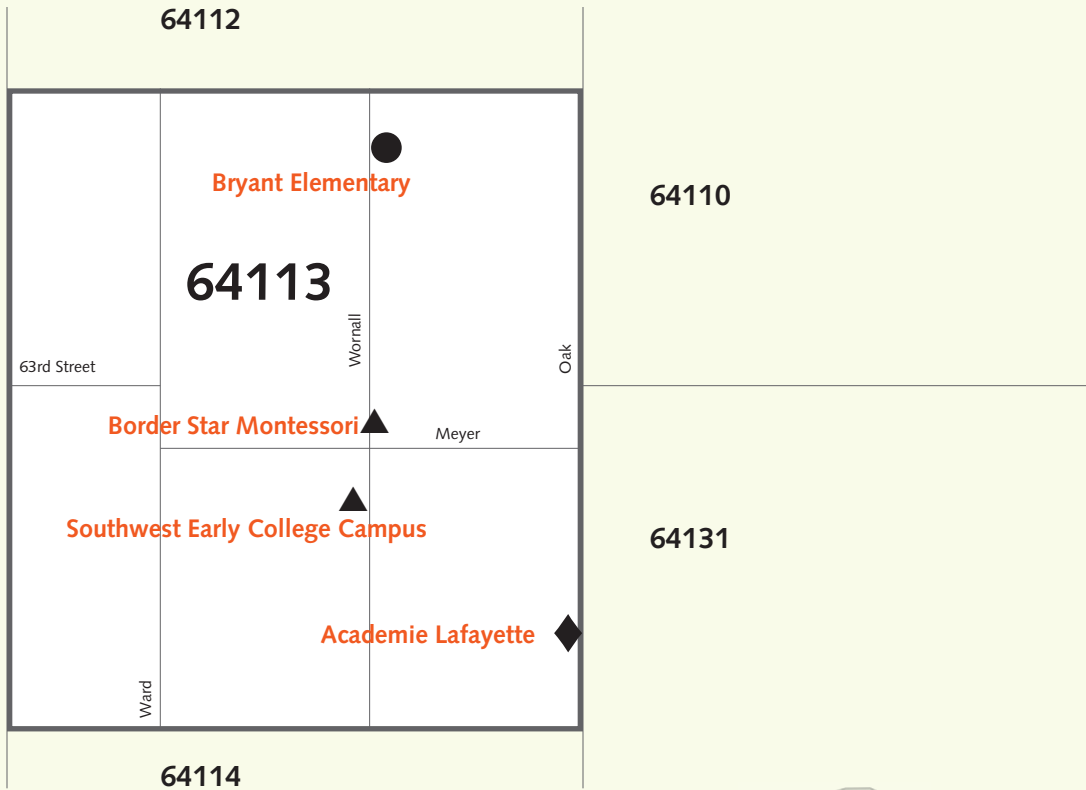 64112
Bryant Elementary
64110
64113
Wornall
Oak
63rd Street
Border Star Montessori
Meyer
Southwest Early College Campus
64131
Academie Lafayette
Ward
64114